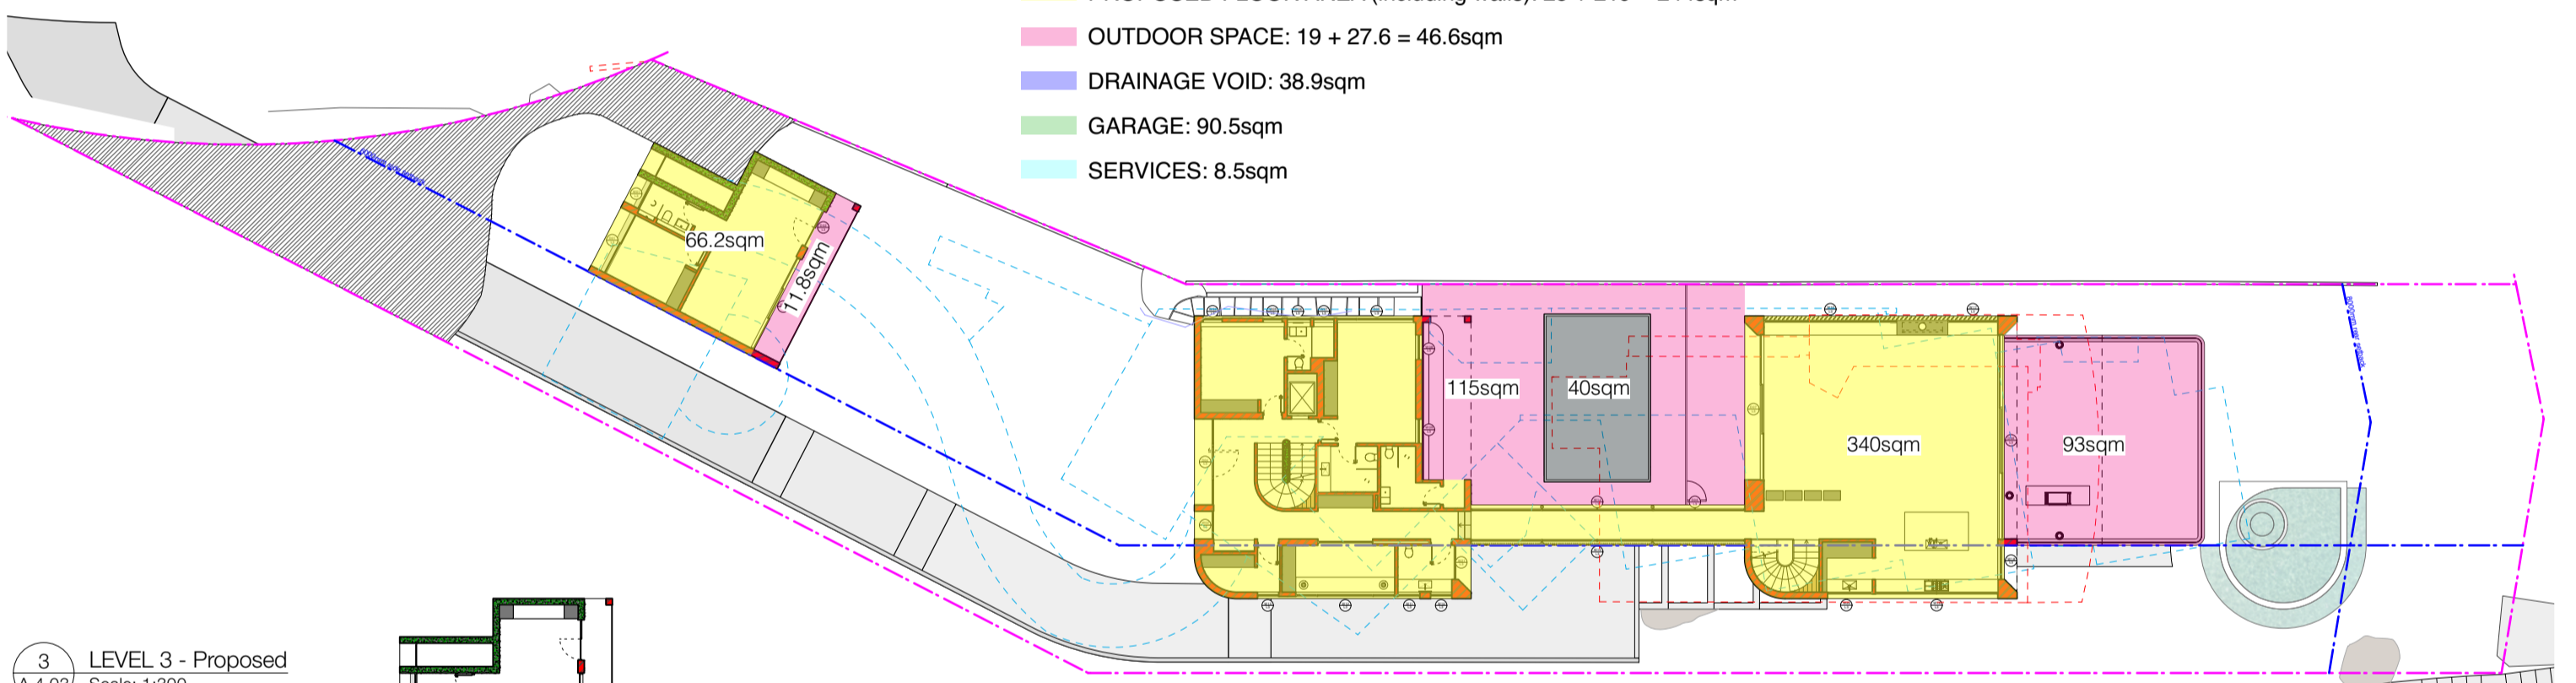 OUTDOOR SPACE: 19 + 27.6 = 46.6sqm
DRAINAGE VOID: 38.9sqm
GARAGE: 90.5sqm
SERVICES: 8.5sqm
66.2sqm
11.8sqm
115sqm
40sqm
340sqm
93sqm
3
LEVEL 3 - Proposed